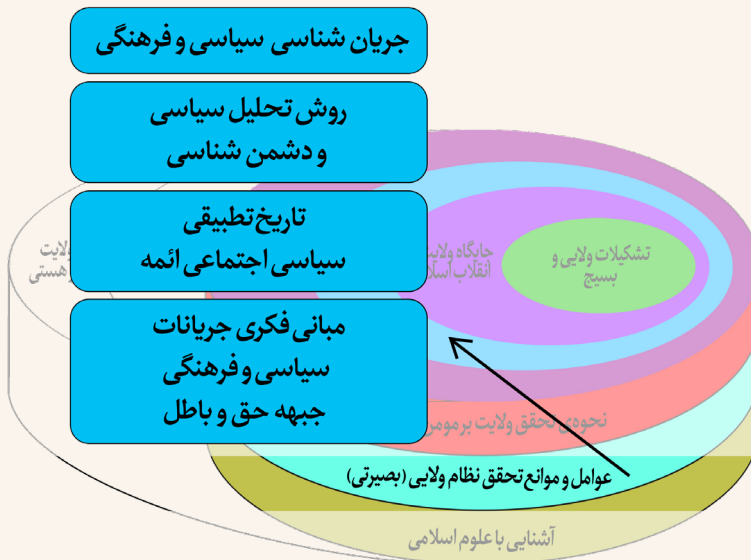 جریان شناسی سیاسی و فرهنگی
روش تحلیل سیاسی
و دشمن شناسی
تاریخ تطبیقی
سیاسی اجتماعی ائمه
مبانی فکری جریانات
سیاسی و فرهنگی
جبهه حق و باطل
تشکیلات ولایی و
بسیج
جایگاه ولایت
انقلاب
ولایت
هستی
نحوه‌ی تحقق ولایت بر
عوامل و موانع تحقق نظام ولایی (بصیرتی)
آشنایی با علوم اسلامی